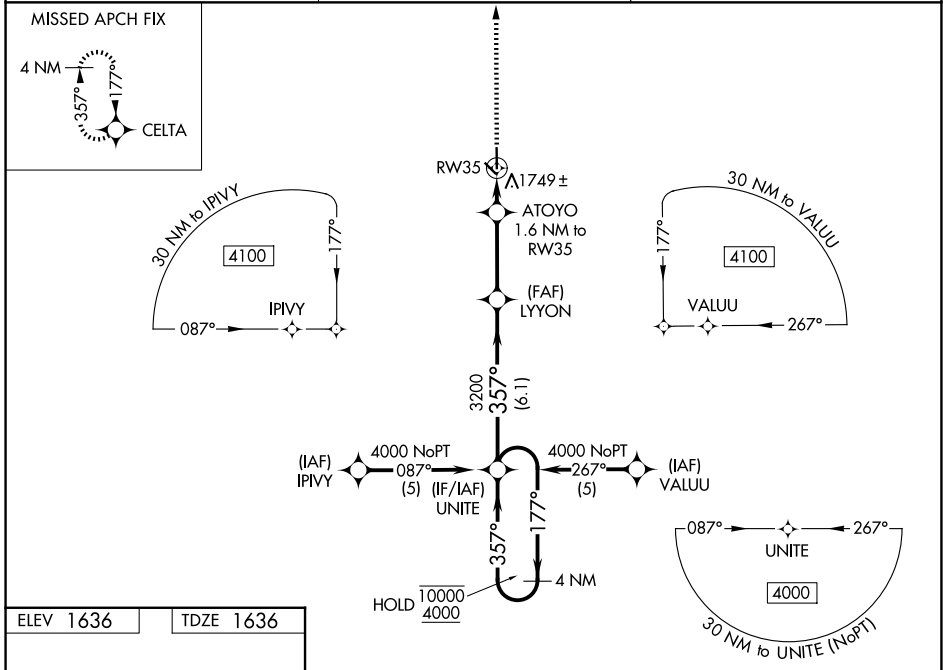 MISSED APCH FIX
4 NM
357°
177°
CELTA
RW35
1749 ±
ATOYO
1.6 NM to
RW35
30 NM to IPIVY
4100
177°
IPIVY
087°
30 NM to VALUU
4100
177°
VALUU
267°
(FAF)
LYYON
3200
357°
(6.1)
(IAF)
IPIVY
4000 NoPT
087°
(5)
(IF/IAF)
UNITE
4000 NoPT
267°
(5)
(IAF)
VALUU
357°
177°
4 NM
HOLD
10000
4000
087°
267°
UNITE
4000
30 NM to UNITE (NoPT)
ELEV 1636
TDZE 1636